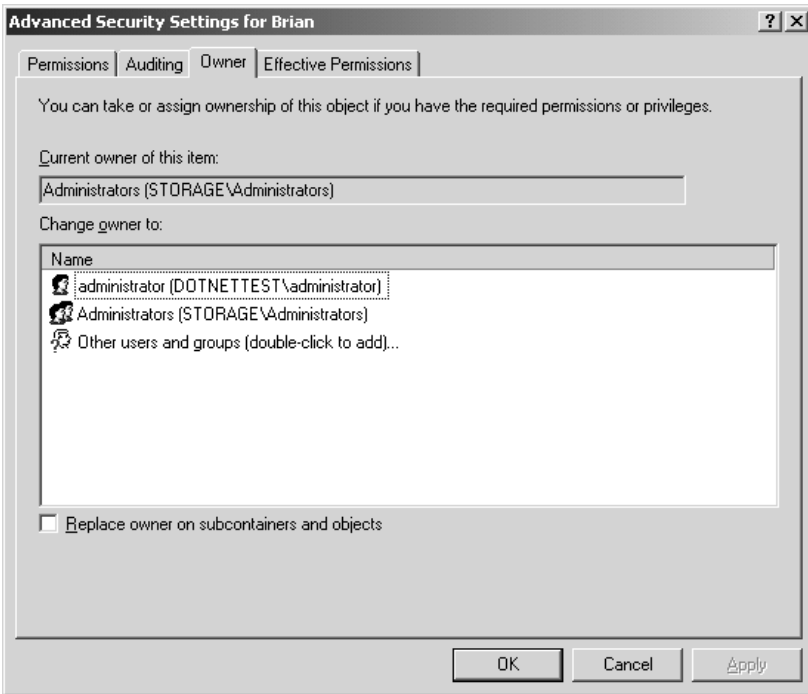 Advanced Security Settings for Brian
Permissions Auditing Owner Effective Permissions
You can take or assign ownership of this object if you have the required permissions or privileges.
Current owner of this item:
Administrators (STORAGE\Administrators)
Change owner to:
Name
administrator (DOTNETTEST\administrator)
Administrators (STORAGE\Administrators)
Other users and groups (double-click to add)...
Replace owner on subcontainers and objects
OK Cancel Apply